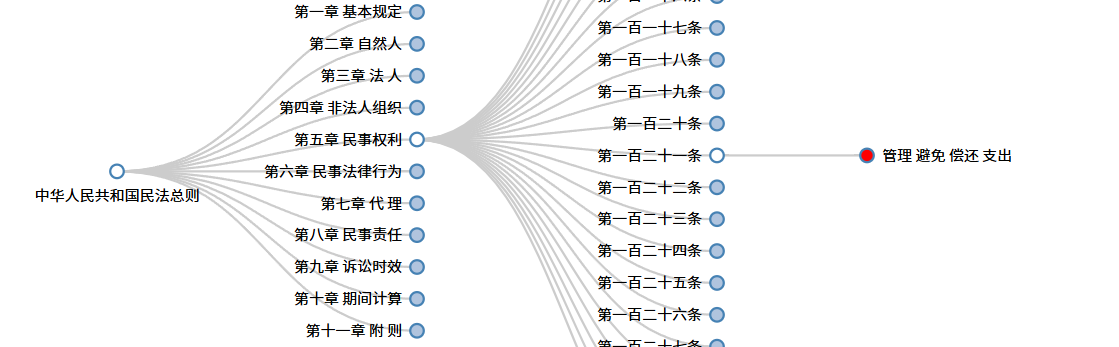 中华人民共和国民法总则
第一章 基本规定
第二章 自然人
第三章 法 人
第四章 非法人组织
第五章 民事权利
第六章 民事法律行为
第七章 代 理
第八章 民事责任
第九章 诉讼时效
第十章 期间计算
第十一章 附 则
第一百一十七条
第一百一十八条
第一百一十九条
第一百二十条
第一百二十一条
第一百二十二条
第一百二十三条
第一百二十四条
第一百二十五条
第一百二十六条
第一百二十七条
管理 避免 偿还 支出